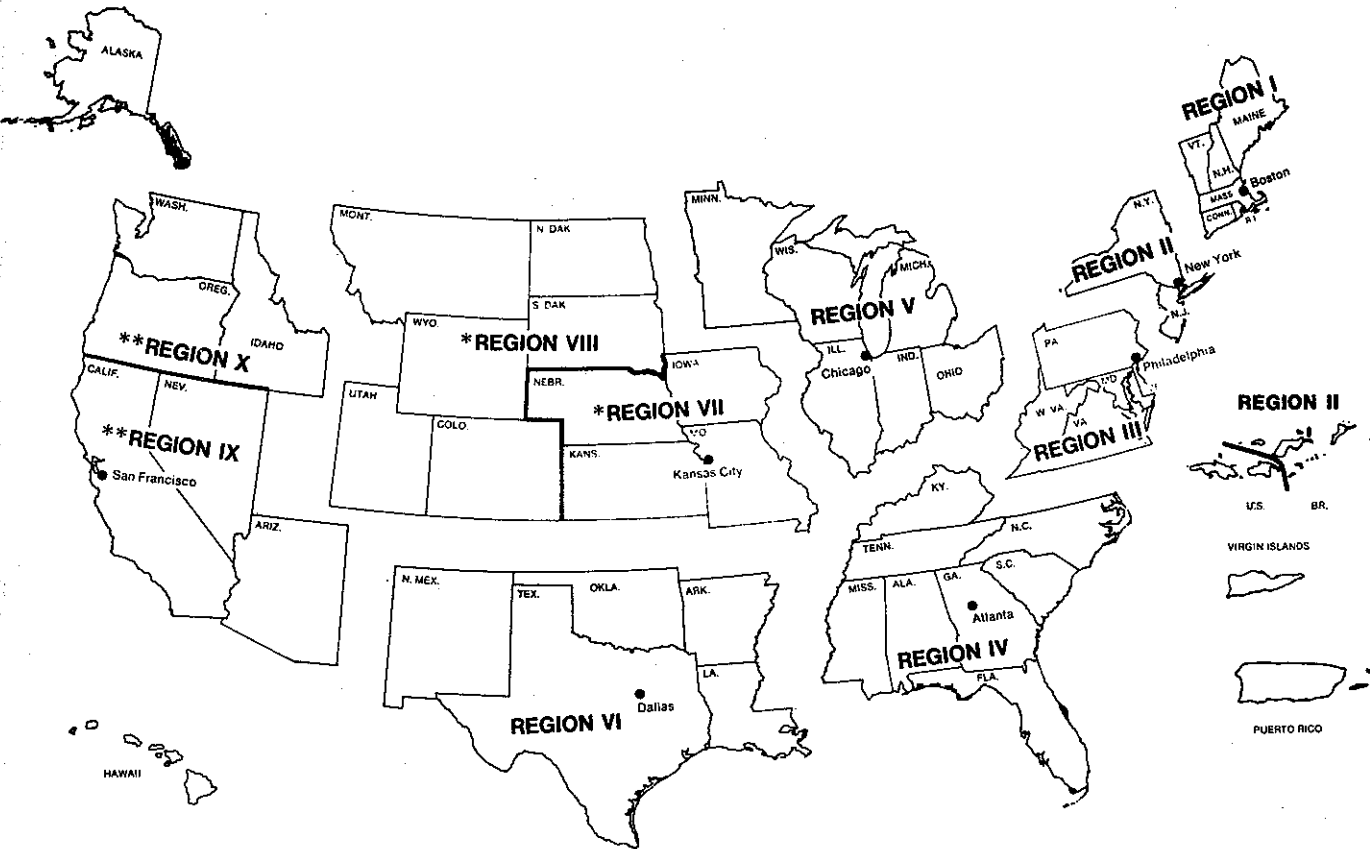 ALASKA
REGION I
MAINE
VT.
N.H.
Boston
MASS
CONN.
R.I.
WASH.
MONT.
N DAK
MINN.
N.Y.
WIS.
MICH.
REGION II
New York
OREG.
S DAK
N.J.
WYO.
REGION V
**REGION X
IDAHO
*REGION VIII
PA
ILL.
IND.
Philadelphia
CALIF.
NEV.
IOWA
Chicago
OHIO
MD
UTAH
NEBR.
*REGION VII
W VA
VA
REGION II
**REGION IX
COLO.
MO
REGION III
KANS.
San Francisco
Kansas City
KY.
U.S.
BR.
ARIZ.
N.C.
TENN.
VIRGIN ISLANDS
S.C.
N. MEX.
TEX.
OKLA.
ARK.
MISS.
ALA.
GA.
Atlanta
REGION IV
LA.
FLA.
Dallas
REGION VI
PUERTO RICO
HAWAII